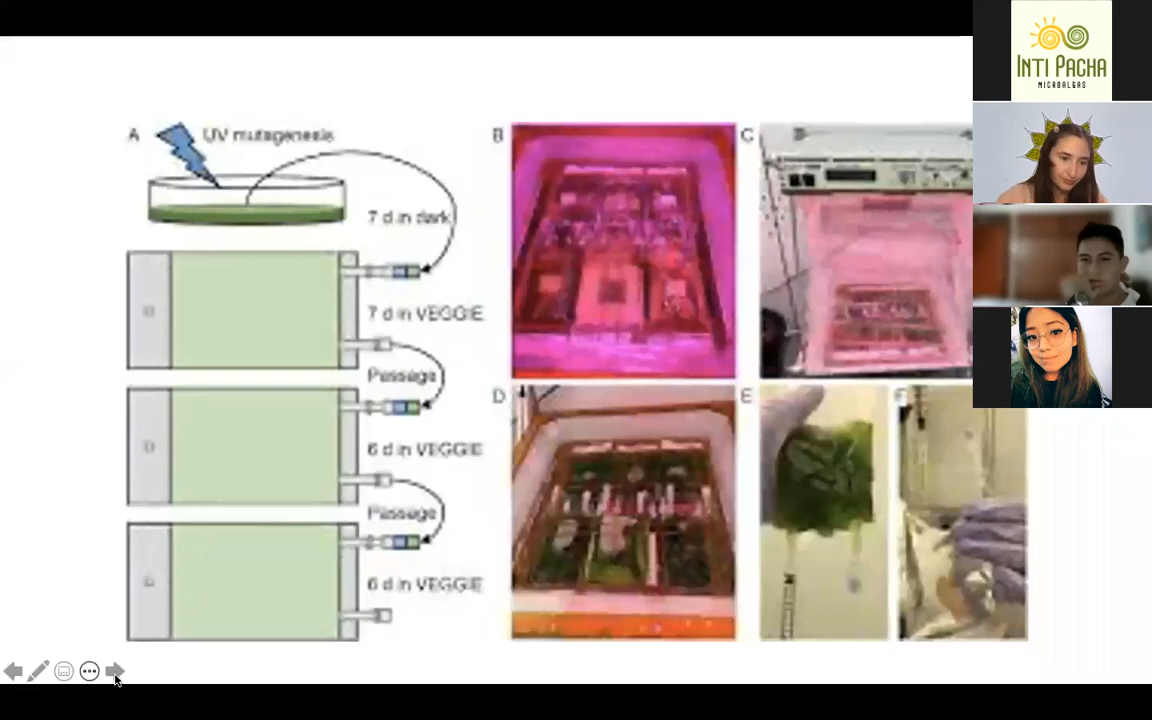 A
UV mutagenesis
7 d in dark
7 d in VEGGIE
Passage
6 d in VEGGIE
Passage
6 d in VEGGIE
B
C
D
E
F
INTI PACHA
MICROALGAS